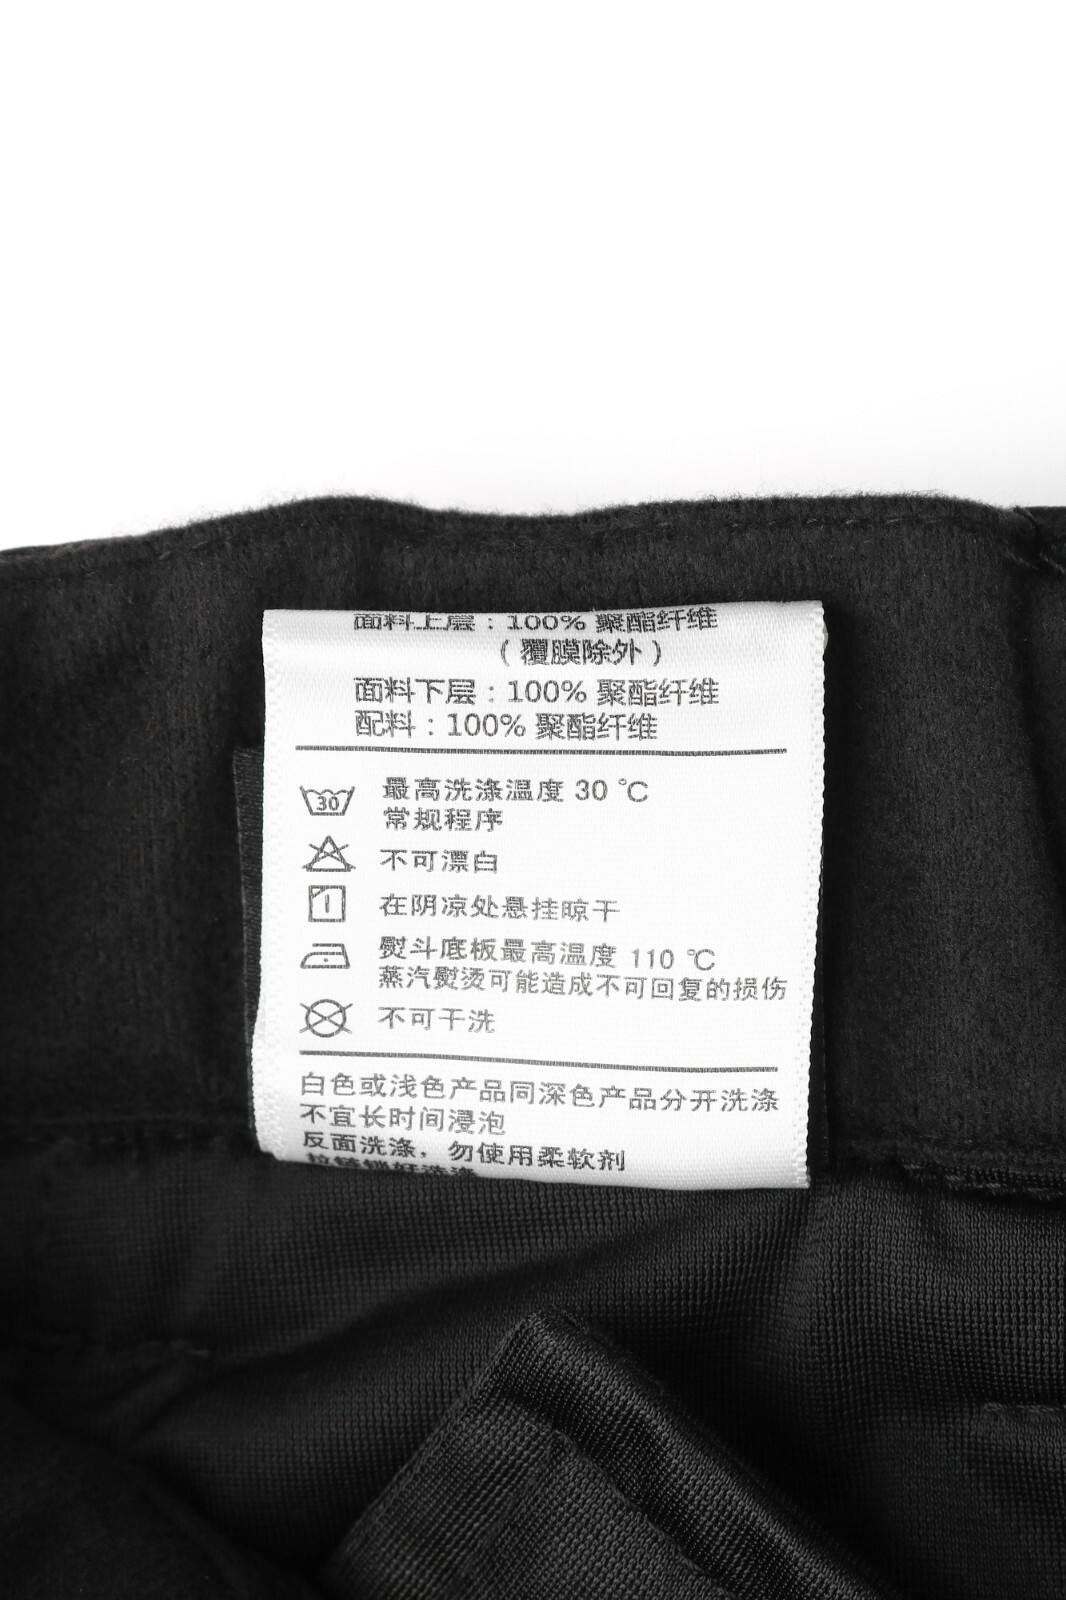 面料上层：100% 聚酯纤维
（覆膜除外）
面料下层：100% 聚酯纤维
配料：100% 聚酯纤维
30 最高洗涤温度 30 ℃
常规程序
不可漂白
在阴凉处悬挂晾干
熨斗底板最高温度 110 ℃
蒸汽熨烫可能造成不可回复的损伤
不可干洗
白色或浅色产品同深色产品分开洗涤
不宜长时间浸泡
反面洗涤，勿使用柔软剂
拉链锁好洗涤